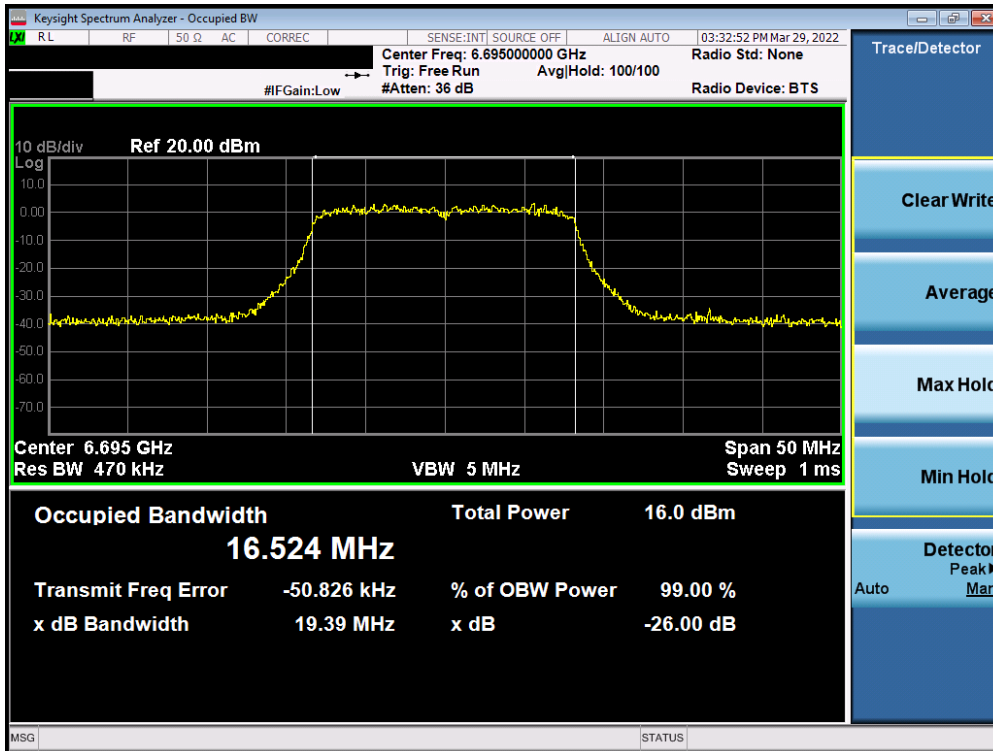 Keysight Spectrum Analyzer - Occupied BW
LXI RL RF 50 Ω AC CORREC SENSE:INT SOURCE OFF ALIGN AUTO 03:32:52 PM Mar 29, 2022
Center Freq: 6.695000000 GHz Radio Std: None
Trig: Free Run Avg|Hold: 100/100
#IFGain:Low #Atten: 36 dB Radio Device: BTS
Trace/Detector
10 dB/div Ref 20.00 dBm
Log
10.0
0.00
-10.0
-20.0
-30.0
-40.0
-50.0
-60.0
-70.0
Center 6.695 GHz Span 50 MHz
Res BW 470 kHz VBW 5 MHz Sweep 1 ms
Occupied Bandwidth Total Power 16.0 dBm
16.524 MHz
Transmit Freq Error -50.826 kHz % of OBW Power 99.00 %
x dB Bandwidth 19.39 MHz x dB -26.00 dB
Clear Write
Average
Max Hold
Min Hold
Detector
Peak
Auto Man
MSG STATUS